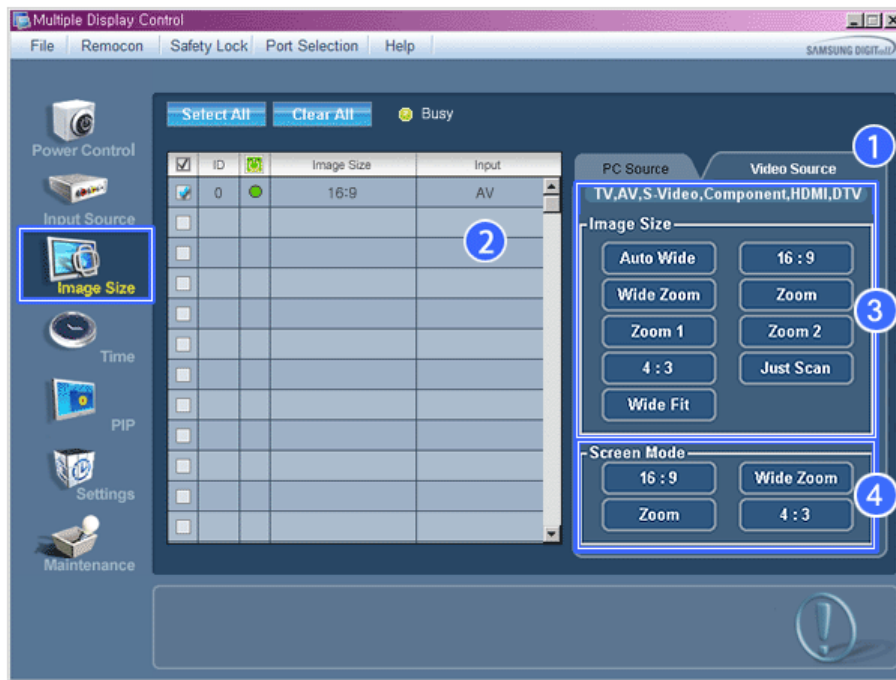 Multiple Display Control
File Remocon Safety Lock Port Selection Help
SAMSUNG DIGITall
Select All Clear All Busy
Power Control
Input Source
Image Size
Time
PIP
Settings
Maintenance
ID Image Size Input
0 16:9 AV
2
1
PC Source Video Source
TV,AV,S-Video,Component,HDMI,DTV
Image Size
Auto Wide 16 : 9
Wide Zoom Zoom
3
Zoom 1 Zoom 2
4 : 3 Just Scan
Wide Fit
Screen Mode
16 : 9 Wide Zoom
4
Zoom 4 : 3